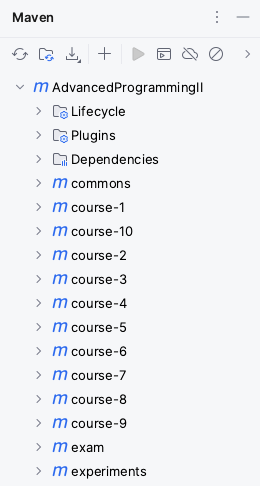 Maven
AdvancedProgrammingII
Lifecycle
Plugins
Dependencies
commons
course-1
course-10
course-2
course-3
course-4
course-5
course-6
course-7
course-8
course-9
exam
experiments